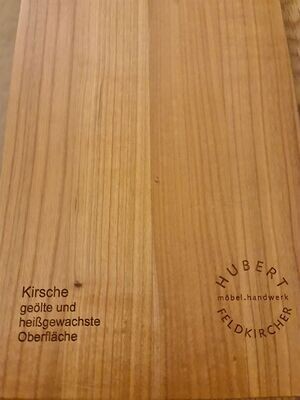 Kirsche
geölte und
heißgewachste
Oberfläche
HUBERT
möbel.handwerk
FELDKIRCHER